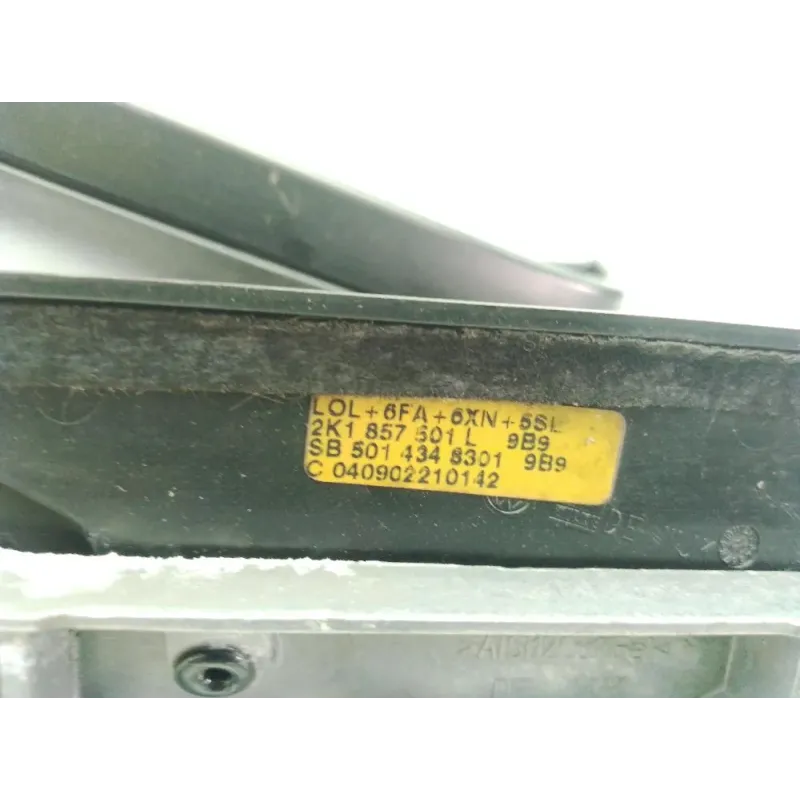 LOL+6FA+6XN+5SL
2K1 857 501 L 9B9
SB 501 434 8301 9B9
C 040902210142